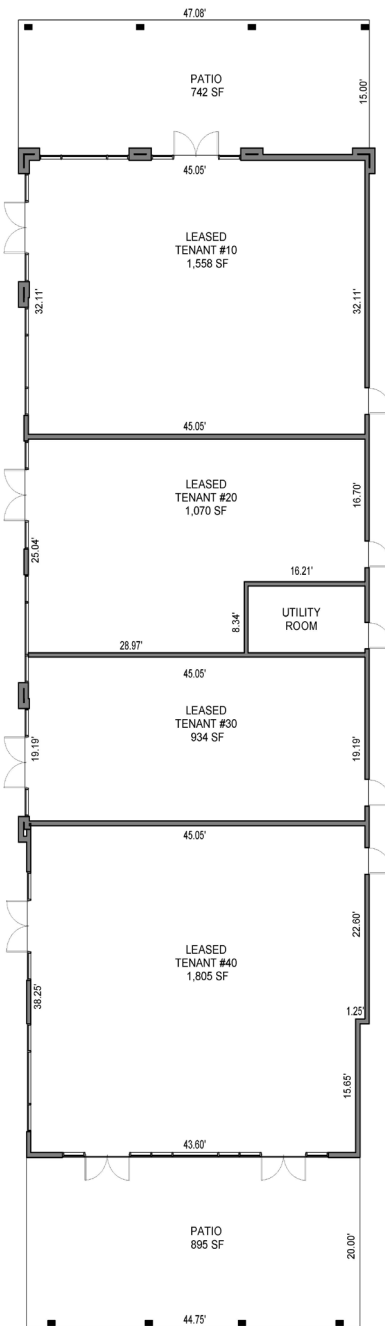 47.08'
PATIO
742 SF
15.00'
45.05'
LEASED
TENANT #10
1,558 SF
32.11'
32.11'
45.05'
LEASED
TENANT #20
1,070 SF
16.70'
25.04'
16.21'
UTILITY
ROOM
8.34'
28.97'
45.05'
LEASED
TENANT #30
934 SF
19.19'
19.19'
45.05'
LEASED
TENANT #40
1,805 SF
22.60'
38.25'
1.25'
15.65'
43.60'
PATIO
895 SF
20.00'
44.75'